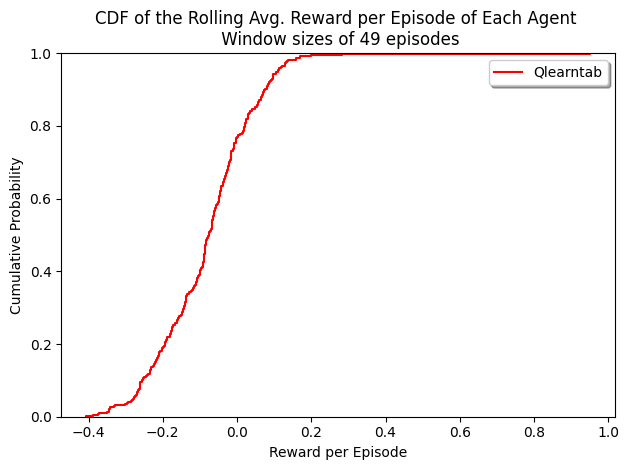 CDF of the Rolling Avg. Reward per Episode of Each Agent
Window sizes of 49 episodes
1.0
0.8
0.6
0.4
0.2
0.0
Cumulative Probability
Qlearntab
−0.4 −0.2 0.0 0.2 0.4 0.6 0.8 1.0
Reward per Episode